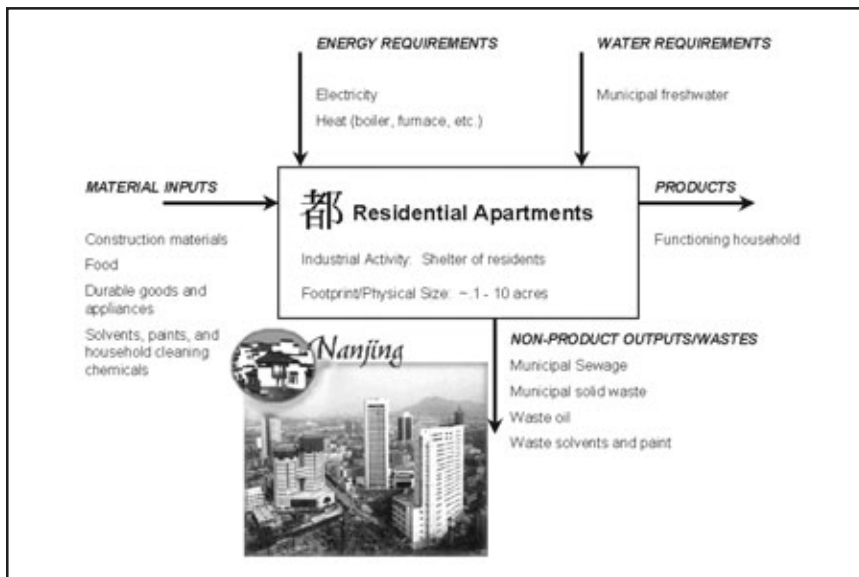 ENERGY REQUIREMENTS
Electricity
Heat (boiler, furnace, etc.)
WATER REQUIREMENTS
Municipal freshwater
MATERIAL INPUTS
Construction materials
Food
Durable goods and
appliances
Solvents, paints, and
household cleaning
chemicals
都 Residential Apartments
Industrial Activity: Shelter of residents
Footprint/Physical Size: ~.1 - 10 acres
PRODUCTS
Functioning household
NON-PRODUCT OUTPUTS/WASTES
Municipal Sewage
Municipal solid waste
Waste oil
Waste solvents and paint
Nanjing